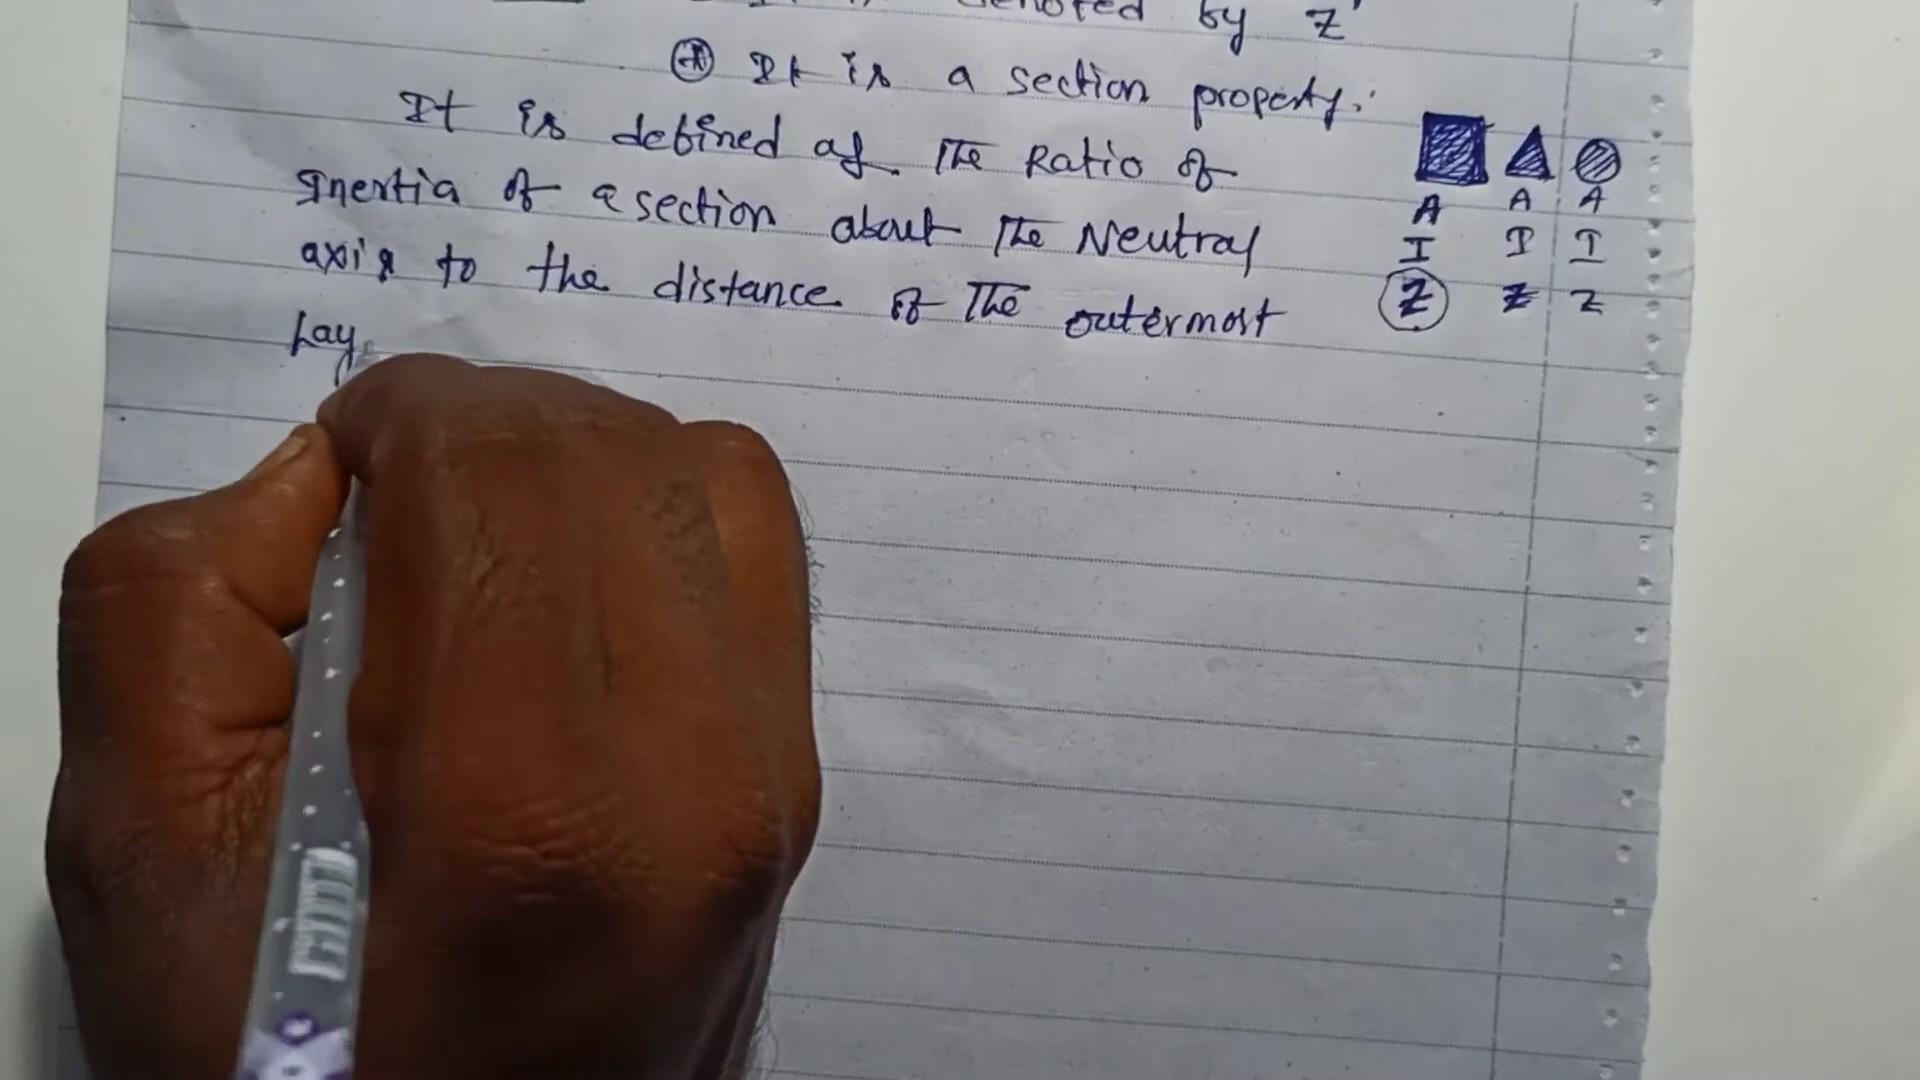 denoted by Z'
It is a section property.
It is defined as The Ratio of
Inertia of a section about The Neutral
axis to the distance of The outermost
Lay
A A A
I I I
Z Z Z